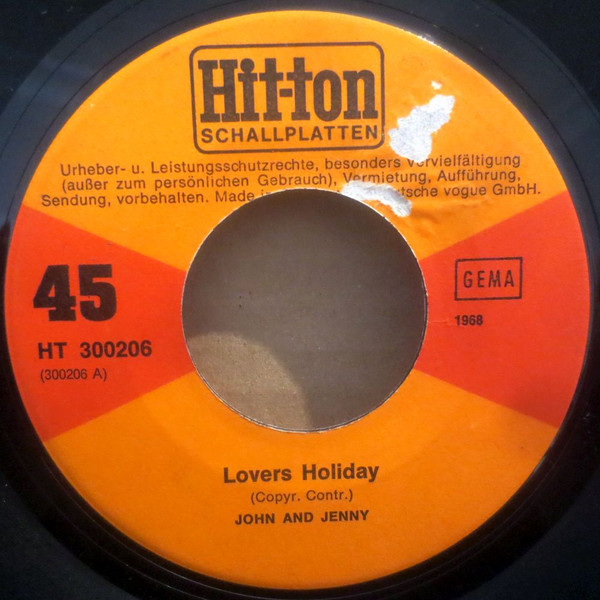 Hit-ton
SCHALLPLATTEN
Urheber- u. Leistungsschutzrechte, besonders Vervielfältigung
(außer zum persönlichen Gebrauch), Vermietung, Aufführung,
Sendung, vorbehalten. Made vogue GmbH.
45
HT 300206
(300206 A)
GEMA
1968
Lovers Holiday
(Copyr. Contr.)
JOHN AND JENNY